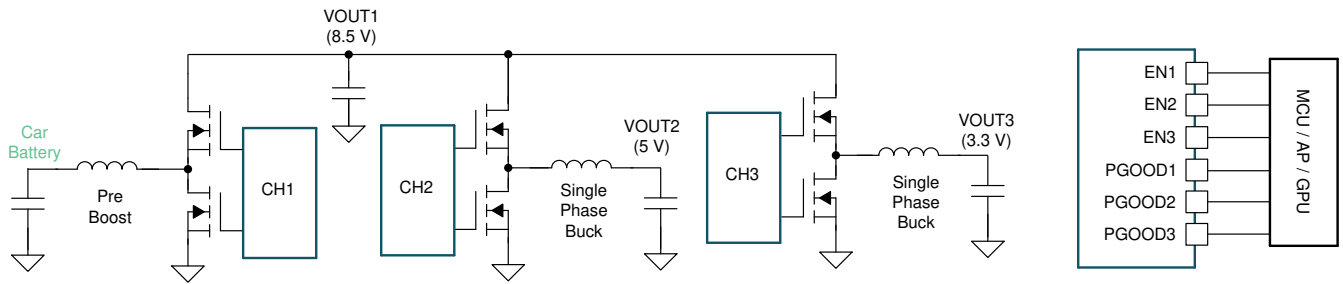 VOUT1
(8.5 V)
Car
Battery
Pre
Boost
CH1
CH2
VOUT2
(5 V)
Single
Phase
Buck
CH3
VOUT3
(3.3 V)
Single
Phase
Buck
EN1
EN2
EN3
PGOOD1
PGOOD2
PGOOD3
MCU / AP / GPU